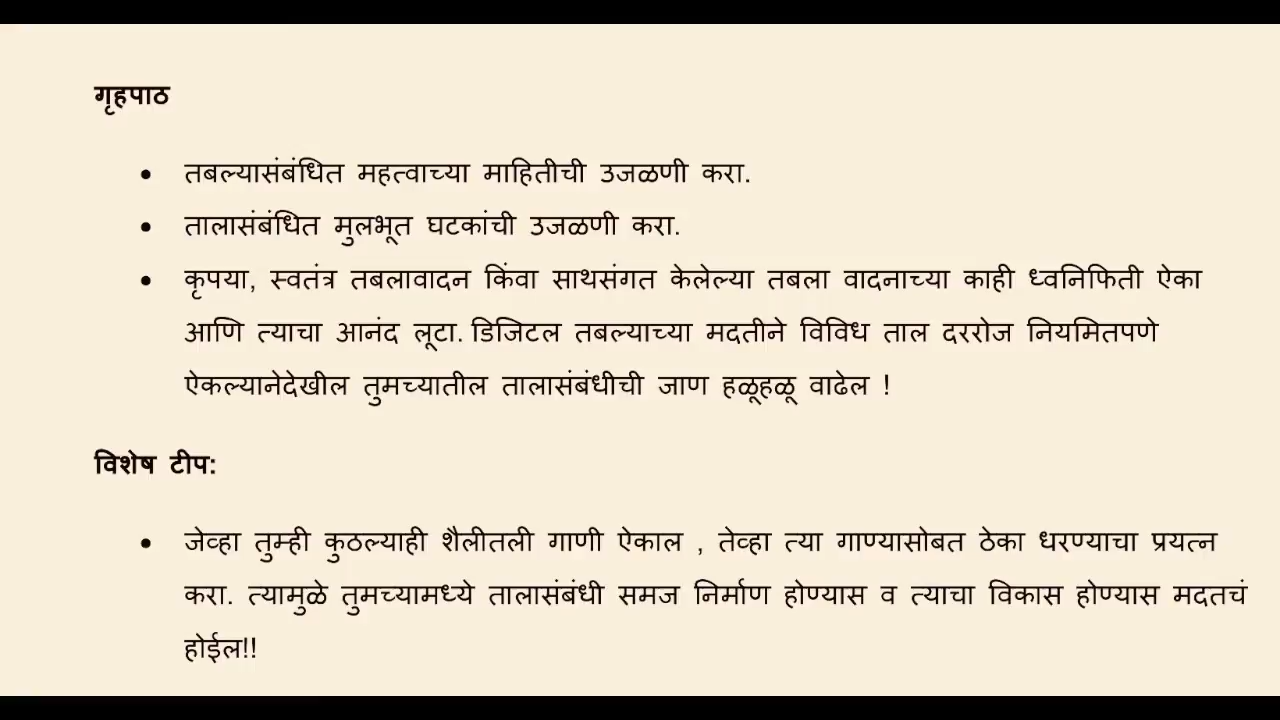 गृहपाठ
• तबल्यासंबंधित महत्वाच्या माहितीची उजळणी करा.
• तालासंबंधित मुलभूत घटकांची उजळणी करा.
• कृपया, स्वतंत्र तबलावादन किंवा साथसंगत केलेल्या तबला वादनाच्या काही ध्वनिफिती ऐका
आणि त्याचा आनंद लूटा. डिजिटल तबल्याच्या मदतीने विविध ताल दररोज नियमितपणे
ऐकल्यानेदेखील तुमच्यातील तालासंबंधीची जाण हळूहळू वाढेल !
विशेष टीप:
• जेव्हा तुम्ही कुठल्याही शैलीतली गाणी ऐकाल , तेव्हा त्या गाण्यासोबत ठेका धरण्याचा प्रयत्न
करा. त्यामुळे तुमच्यामध्ये तालासंबंधी समज निर्माण होण्यास व त्याचा विकास होण्यास मदतचं
होईल!!